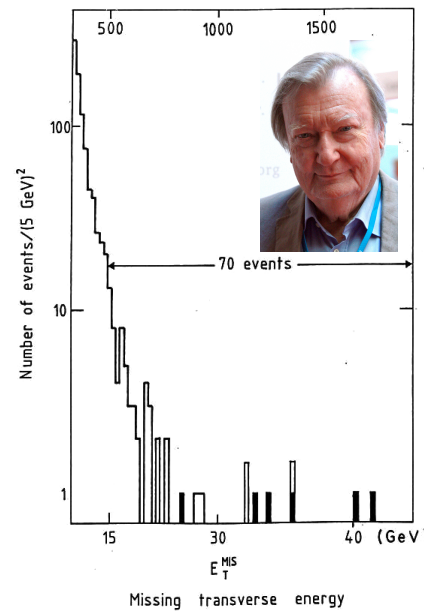 500 1000 1500
100
org
70 events
10
1
Number of events/(5 GeV)²
15 30 40 (GeV
E_T^MIS
Missing transverse energy